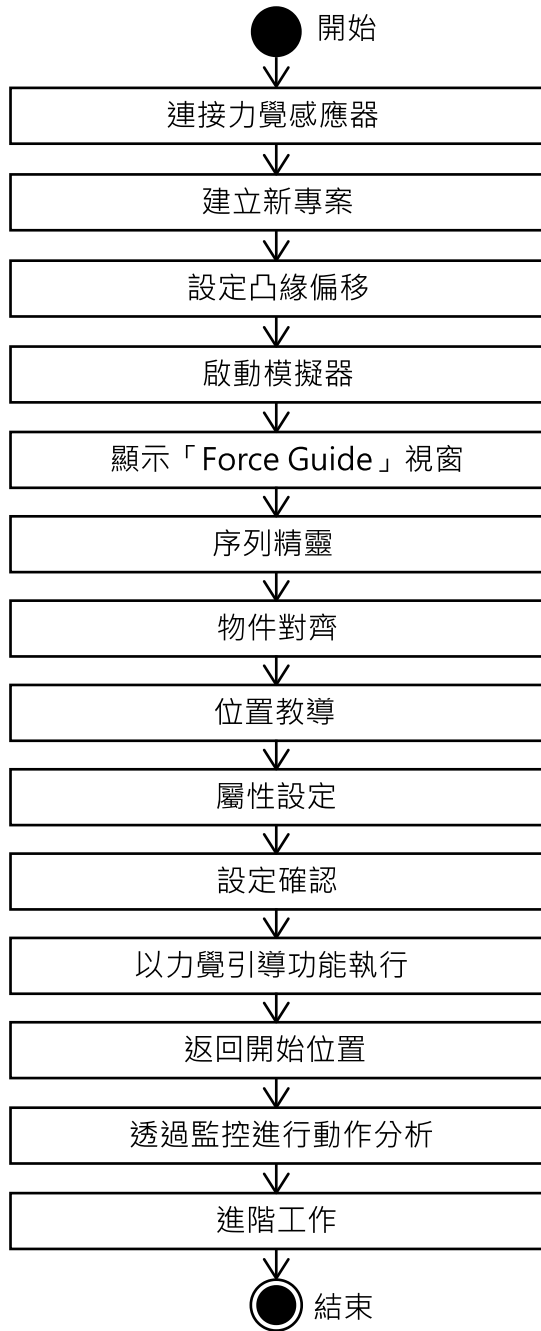 開始
連接力覺感應器
建立新專案
設定凸緣偏移
啟動模擬器
顯示「Force Guide」視窗
序列精靈
物件對齊
位置教導
屬性設定
設定確認
以力覺引導功能執行
返回開始位置
透過監控進行動作分析
進階工作
結束